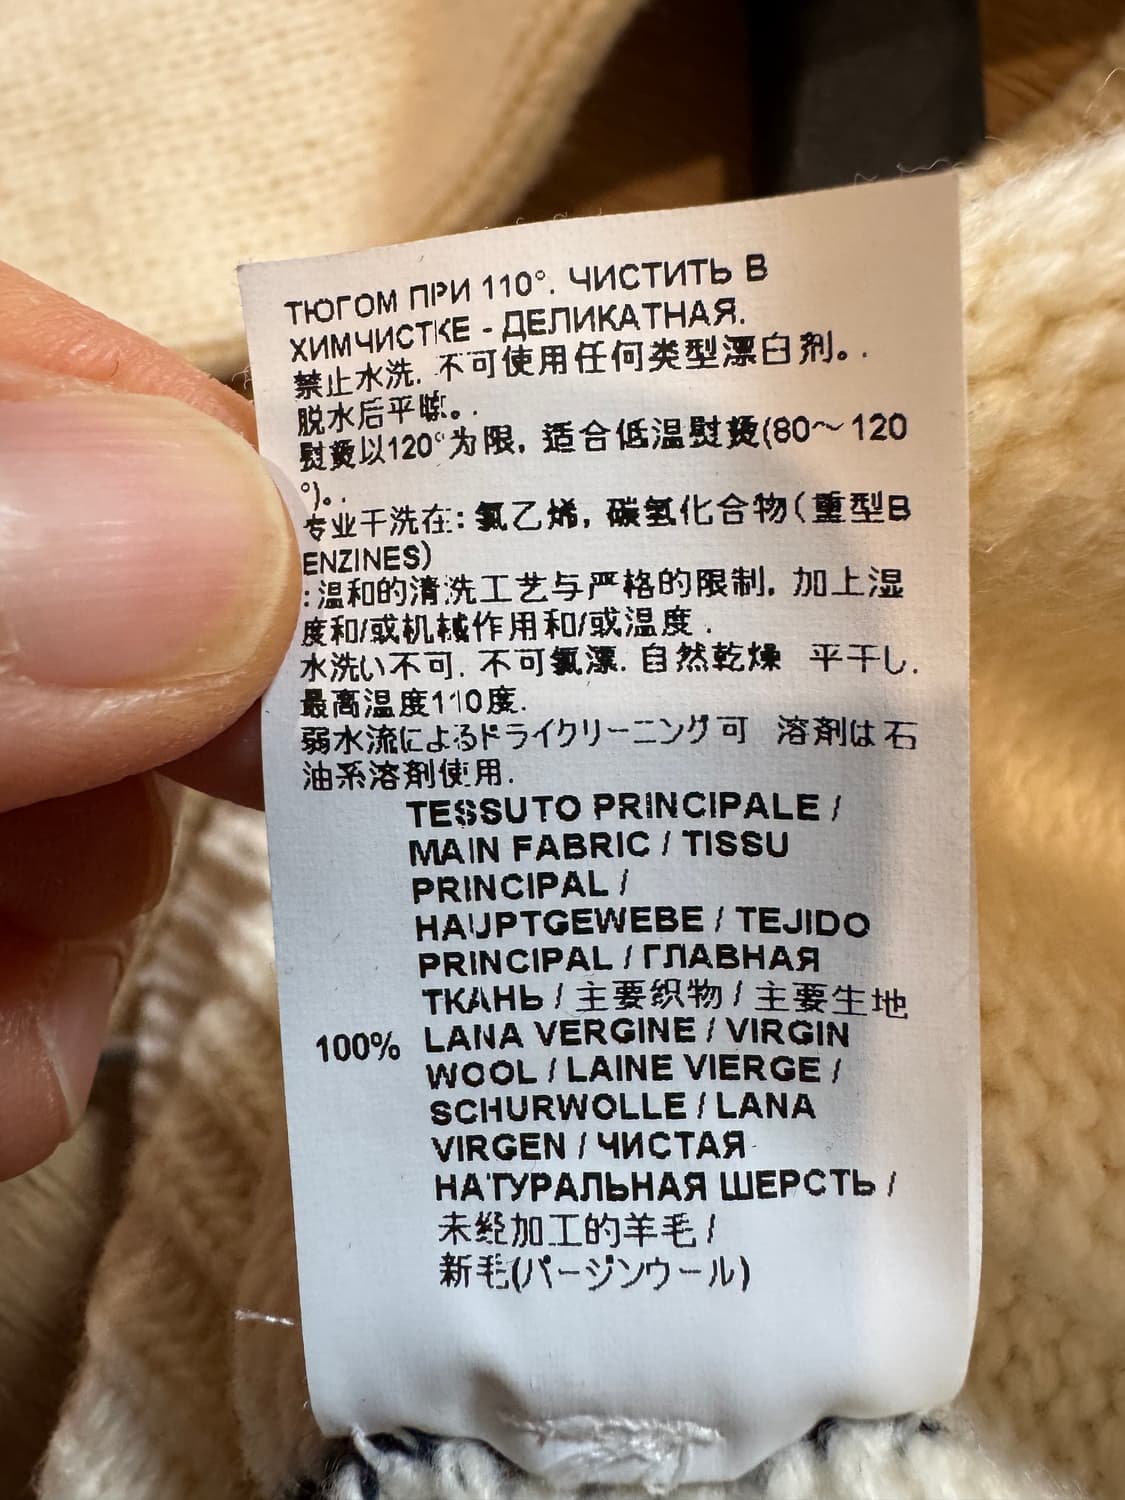 ТЮГОМ ПРИ 110°. ЧИСТИТЬ В
ХИМЧИСТКЕ - ДЕЛИКАТНАЯ.
禁止水洗. 不可使用任何类型漂白剂。.
脱水后平晾。.
熨烫以120°为限, 适合低温熨烫(80～120
°)。.
专业干洗在: 氯乙烯, 碳氢化合物(重型B
ENZINES)
:温和的清洗工艺与严格的限制, 加上湿
度和/或机械作用和/或温度.
水洗い不可. 不可氯漂. 自然乾燥 平干し.
最高温度110度.
弱水流によるドライクリーニング可 溶剤は石
油系溶剤使用.
TESSUTO PRINCIPALE /
MAIN FABRIC / TISSU
PRINCIPAL /
HAUPTGEWEBE / TEJIDO
PRINCIPAL / ГЛАВНАЯ
ТКАНЬ / 主要织物 / 主要生地
100% LANA VERGINE / VIRGIN
WOOL / LAINE VIERGE /
SCHURWOLLE / LANA
VIRGEN / ЧИСТАЯ
НАТУРАЛЬНАЯ ШЕРСТЬ /
未经加工的羊毛 /
新毛(バージンウール)